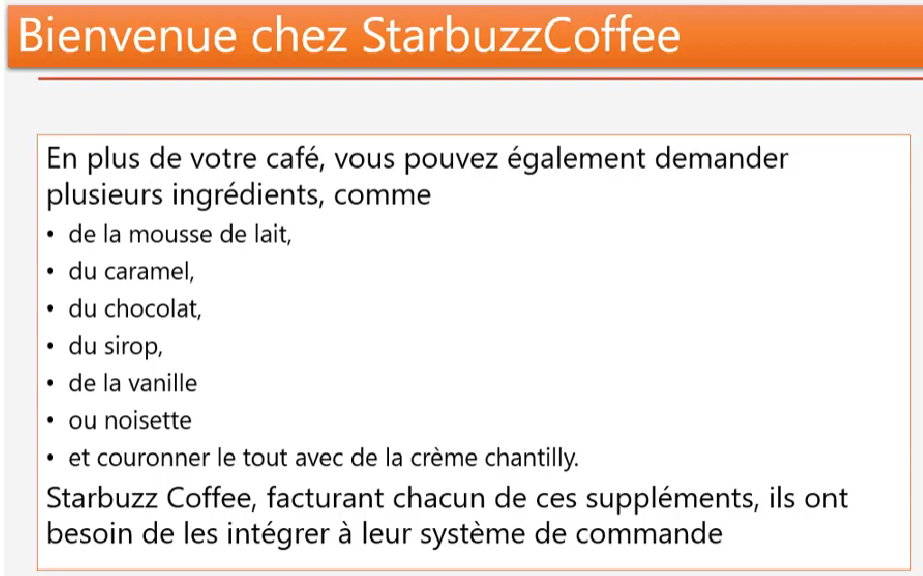 Bienvenue chez StarbuzzCoffee
En plus de votre café, vous pouvez également demander
plusieurs ingrédients, comme
• de la mousse de lait,
• du caramel,
• du chocolat,
• du sirop,
• de la vanille
• ou noisette
• et couronner le tout avec de la crème chantilly.
Starbuzz Coffee, facturant chacun de ces suppléments, ils ont
besoin de les intégrer à leur système de commande